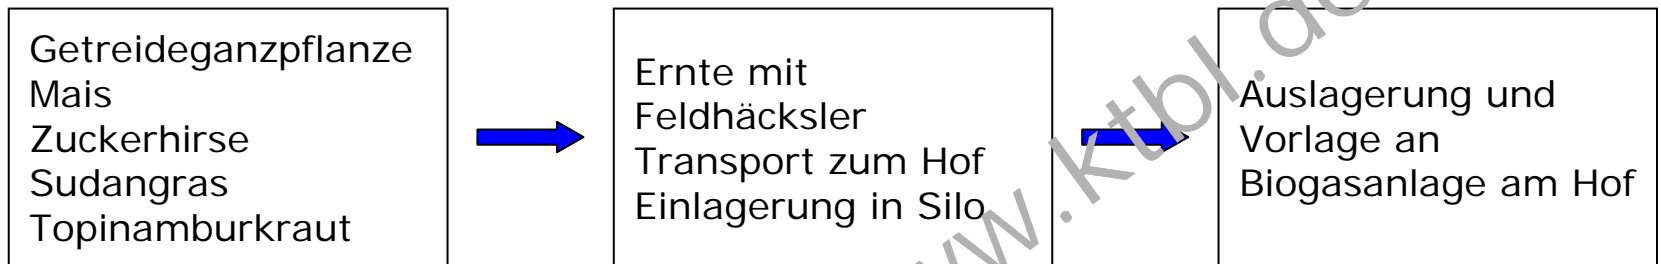 Getreideganzpflanze
Mais
Zuckerhirse
Sudangras
Topinamburkraut
Ernte mit
Feldhäcksler
Transport zum Hof
Einlagerung in Silo
Auslagerung und
Vorlage an
Biogasanlage am Hof
www.ktbl.de